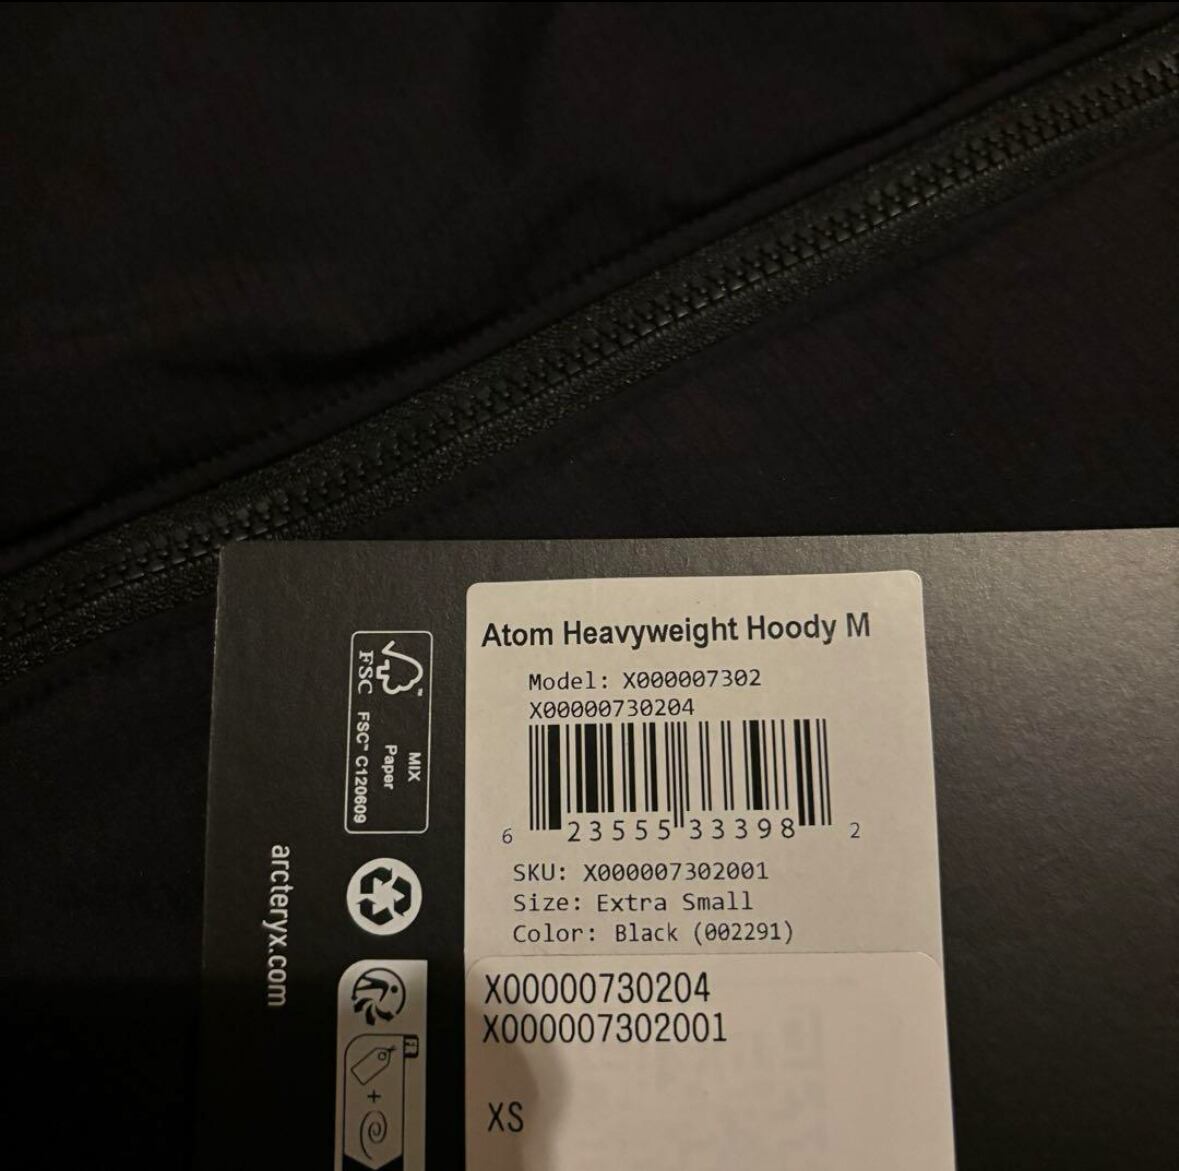 Atom Heavyweight Hoody M
Model: X000007302
X00000730204
6 23555 33398 2
SKU: X000007302001
Size: Extra Small
Color: Black (002291)
X00000730204
X000007302001
XS
FSC
FSC™ C120609
MIX
Paper
arcteryx.com